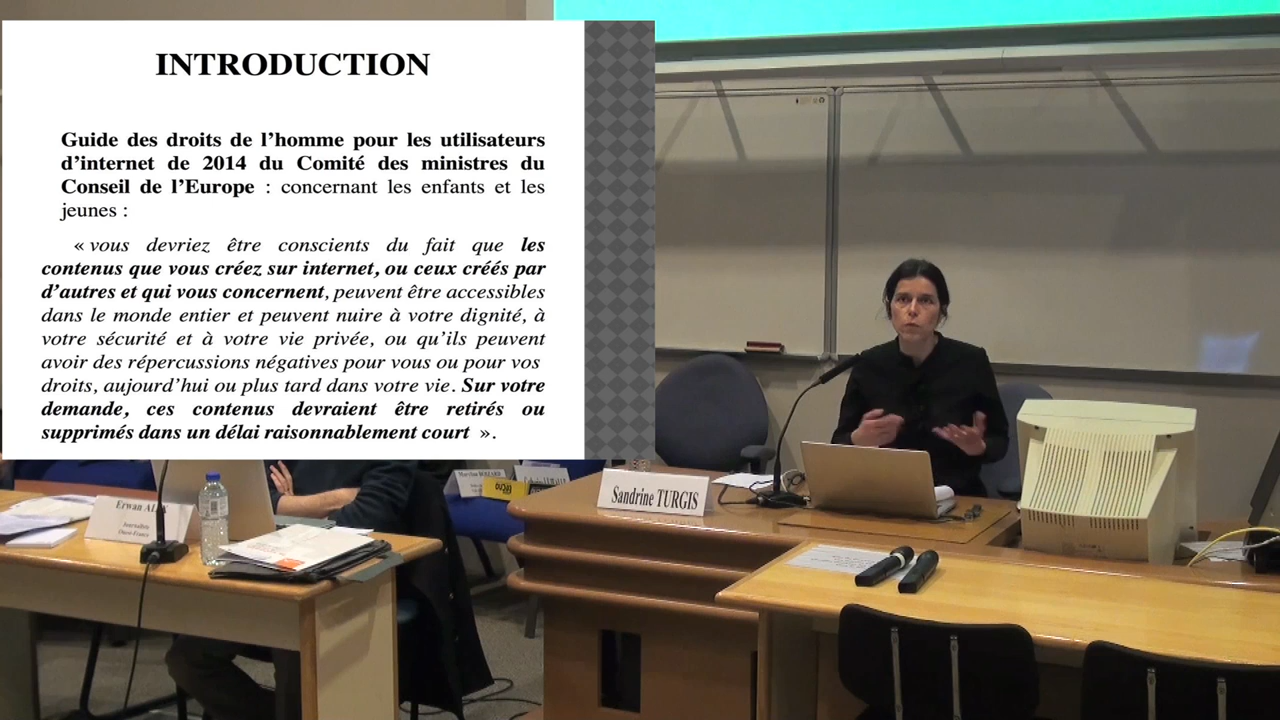 INTRODUCTION
Guide des droits de l'homme pour les utilisateurs
d'internet de 2014 du Comité des ministres du
Conseil de l'Europe : concernant les enfants et les
jeunes :
« vous devriez être conscients du fait que les
contenus que vous créez sur internet, ou ceux créés par
d'autres et qui vous concernent, peuvent être accessibles
dans le monde entier et peuvent nuire à votre dignité, à
votre sécurité et à votre vie privée, ou qu'ils peuvent
avoir des répercussions négatives pour vous ou pour vos
droits, aujourd'hui ou plus tard dans votre vie. Sur votre
demande, ces contenus devraient être retirés ou
supprimés dans un délai raisonnablement court ».
Sandrine TURGIS
Erwan
Journaliste
Ouest-France